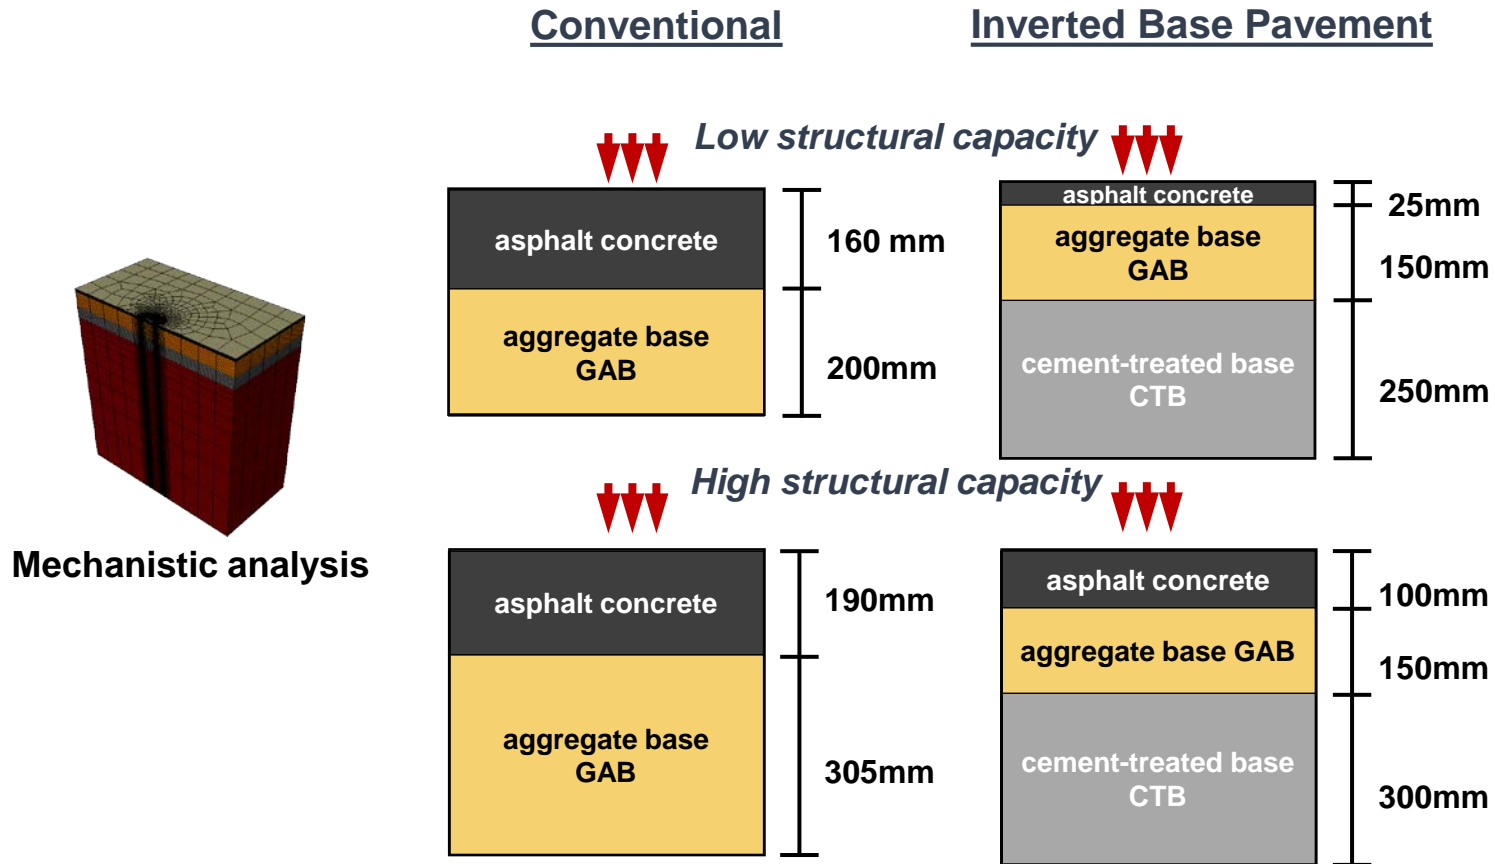 Conventional
Inverted Base Pavement
Low structural capacity
asphalt concrete
160 mm
aggregate base
GAB
200mm
asphalt concrete
25mm
aggregate base
GAB
150mm
cement-treated base
CTB
250mm
Mechanistic analysis
High structural capacity
asphalt concrete
190mm
aggregate base
GAB
305mm
asphalt concrete
100mm
aggregate base GAB
150mm
cement-treated base
CTB
300mm